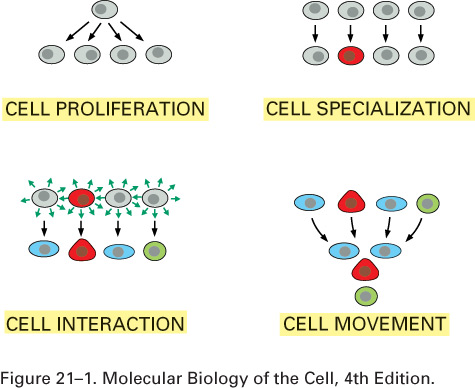 CELL PROLIFERATION
CELL SPECIALIZATION
CELL INTERACTION
CELL MOVEMENT
Figure 21–1. Molecular Biology of the Cell, 4th Edition.